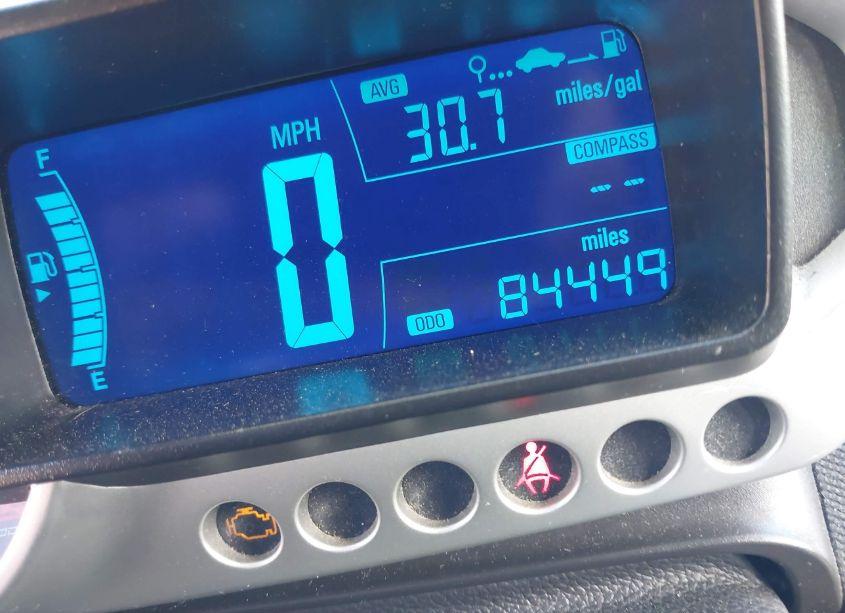 AVG
30.7 miles/gal
MPH
0
COMPASS
-- --
miles
ODO 84449
F
E